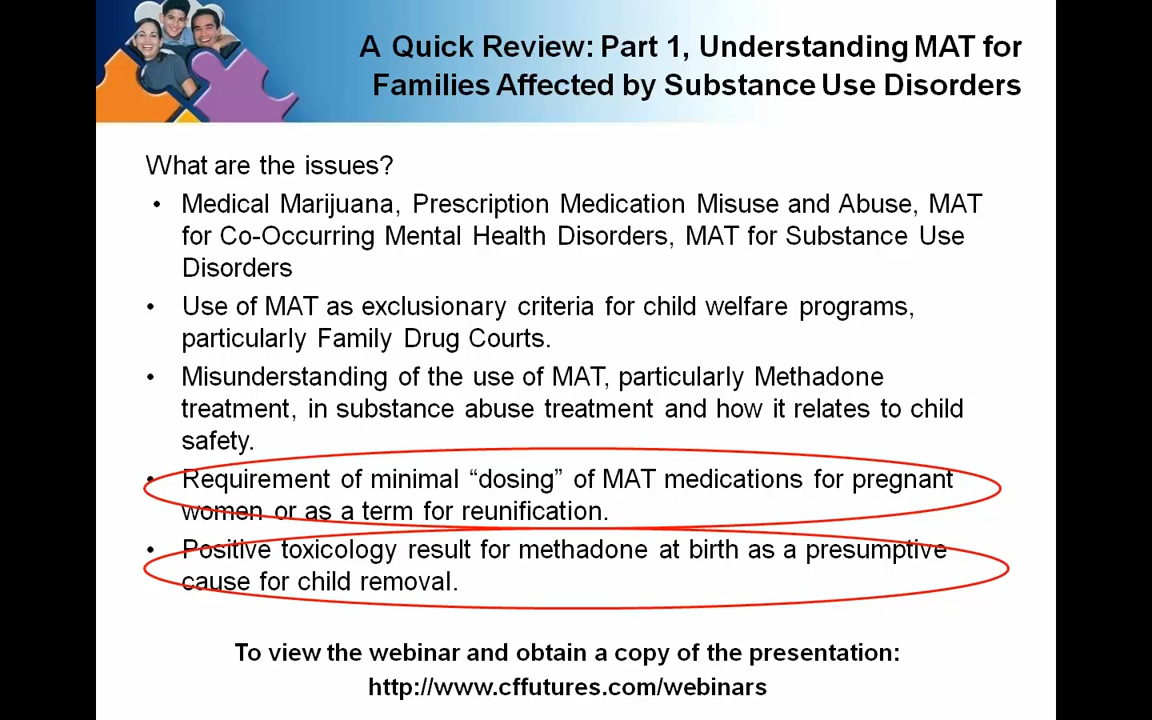 A Quick Review: Part 1, Understanding MAT for
Families Affected by Substance Use Disorders
What are the issues?
• Medical Marijuana, Prescription Medication Misuse and Abuse, MAT
for Co-Occurring Mental Health Disorders, MAT for Substance Use
Disorders
• Use of MAT as exclusionary criteria for child welfare programs,
particularly Family Drug Courts.
• Misunderstanding of the use of MAT, particularly Methadone
treatment, in substance abuse treatment and how it relates to child
safety.
• Requirement of minimal “dosing” of MAT medications for pregnant
women or as a term for reunification.
• Positive toxicology result for methadone at birth as a presumptive
cause for child removal.
To view the webinar and obtain a copy of the presentation:
http://www.cffutures.com/webinars